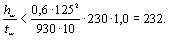 h_w / t_w < (0,6 · 125² / 930 · 10) · 230 · 1,0 = 232.